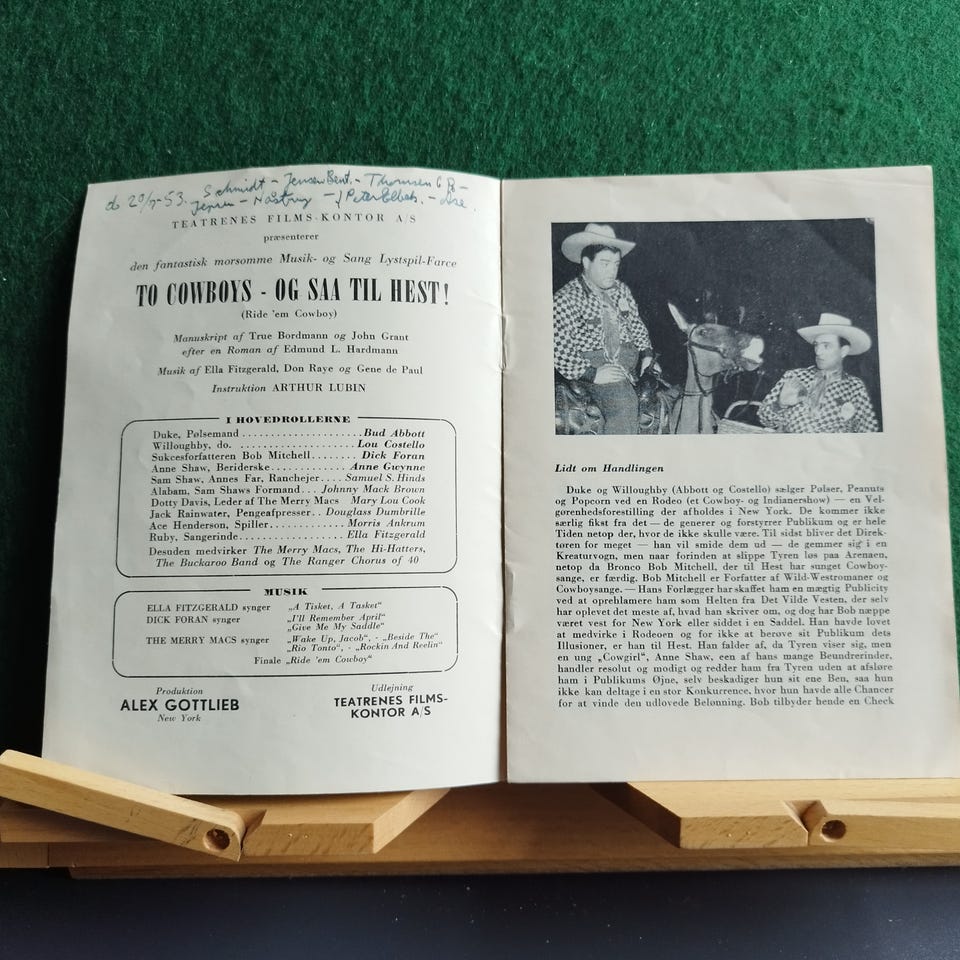 d. 20/7-53. Schmidt - Jensen Bent. - Thomsen
Jensen -
TEATRENES FILMS-KONTOR A/S
præsenterer
den fantastisk morsomme Musik- og Sang Lystspil-Farce
TO COWBOYS - OG SAA TIL HEST!
(Ride 'em Cowboy)
Manuskript af True Bordmann og John Grant
efter en Roman af Edmund L. Hardmann
Musik af Ella Fitzgerald, Don Raye og Gene de Paul
Instruktion ARTHUR LUBIN
I HOVEDROLLERNE
Duke, Pølsemand .................... Bud Abbott
Willoughby, do. ...................... Lou Costello
Sukcesforfatteren Bob Mitchell........ Dick Foran
Anne Shaw, Beriderske............. Anne Gwynne
Sam Shaw, Annes Far, Ranchejer.... Samuel S. Hinds
Alabam, Sam Shaws Formand... Johnny Mack Brown
Dotty Davis, Leder af The Merry Macs Mary Lou Cook
Jack Rainwater, Pengeafpresser.. Douglass Dumbrille
Ace Henderson, Spiller............. Morris Ankrum
Ruby, Sangerinde.................. Ella Fitzgerald
Desuden medvirker The Merry Macs, The Hi-Hatters,
The Buckaroo Band og The Ranger Chorus of 40
MUSIK
ELLA FITZGERALD synger „A Tisket, A Tasket“
DICK FORAN synger „I'll Remember April“
„Give Me My Saddle“
THE MERRY MACS synger „Wake Up, Jacob“, - „Beside The“
„Rio Tonto“, - „Rockin And Reelin“
Finale „Ride 'em Cowboy“
Produktion
ALEX GOTTLIEB
New York
Udlejning
TEATRENES FILMS-
KONTOR A/S
Lidt om Handlingen
Duke og Willoughby (Abbott og Costello) sælger Pølser, Peanuts
og Popcorn ved en Rodeo (et Cowboy- og Indianershow) — en Vel-
gørenhedsforestilling der afholdes i New York. De kommer ikke
særlig fikst fra det — de generer og forstyrrer Publikum og er hele
Tiden netop der, hvor de ikke skulle være. Til sidst bliver det Direk-
tøren for meget — han vil smide dem ud — de gemmer sig i en
Kreaturvogn, men naar forinden at slippe Tyren løs paa Arenaen,
netop da Bronco Bob Mitchell, der til Hest har sunget Cowboy-
sange, er færdig. Bob Mitchell er Forfatter af Wild-Westromaner og
Cowboysange. — Hans Forlægger har skaffet ham en mægtig Publicity
ved at opreklamere ham som Helten fra Det Vilde Vesten, der selv
har oplevet det meste af, hvad han skriver om, og dog har Bob næppe
været vest for New York eller siddet i en Saddel. Han havde lovet
at medvirke i Rodeoen og for ikke at berøve sit Publikum dets
Illusioner, er han til Hest. Han falder af, da Tyren viser sig, men
en ung „Cowgirl“, Anne Shaw, een af hans mange Beundrerinder,
handler resolut og modigt og redder ham fra Tyren uden at afsløre
ham i Publikums Øjne, selv beskadiger hun sit ene Ben, saa hun
ikke kan deltage i en stor Konkurrence, hvor hun havde alle Chancer
for at vinde den udlovede Belønning. Bob tilbyder hende en Check